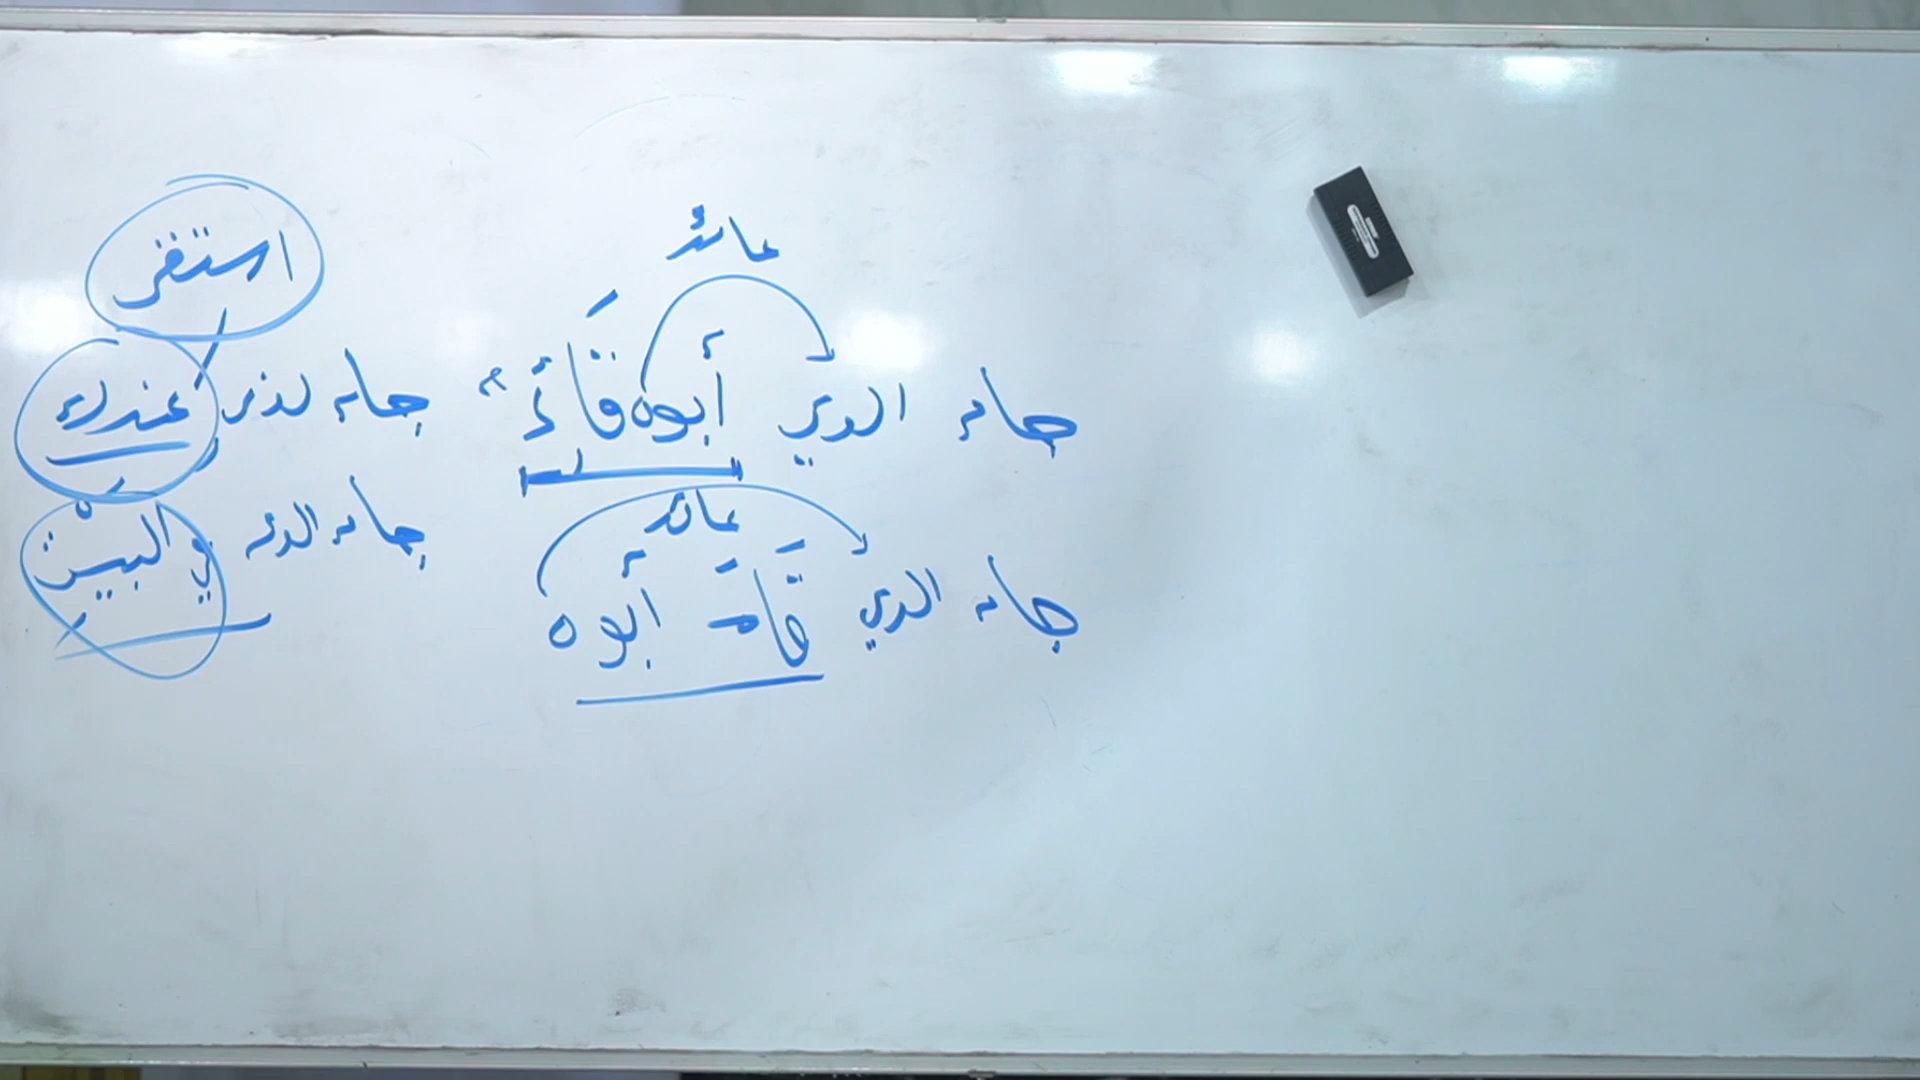 عائد
جاء الذي أبوه قائم
عائد
جاء الذي قام أبوه
استقر
جاء الذي عندك
جاء الذي في البيت